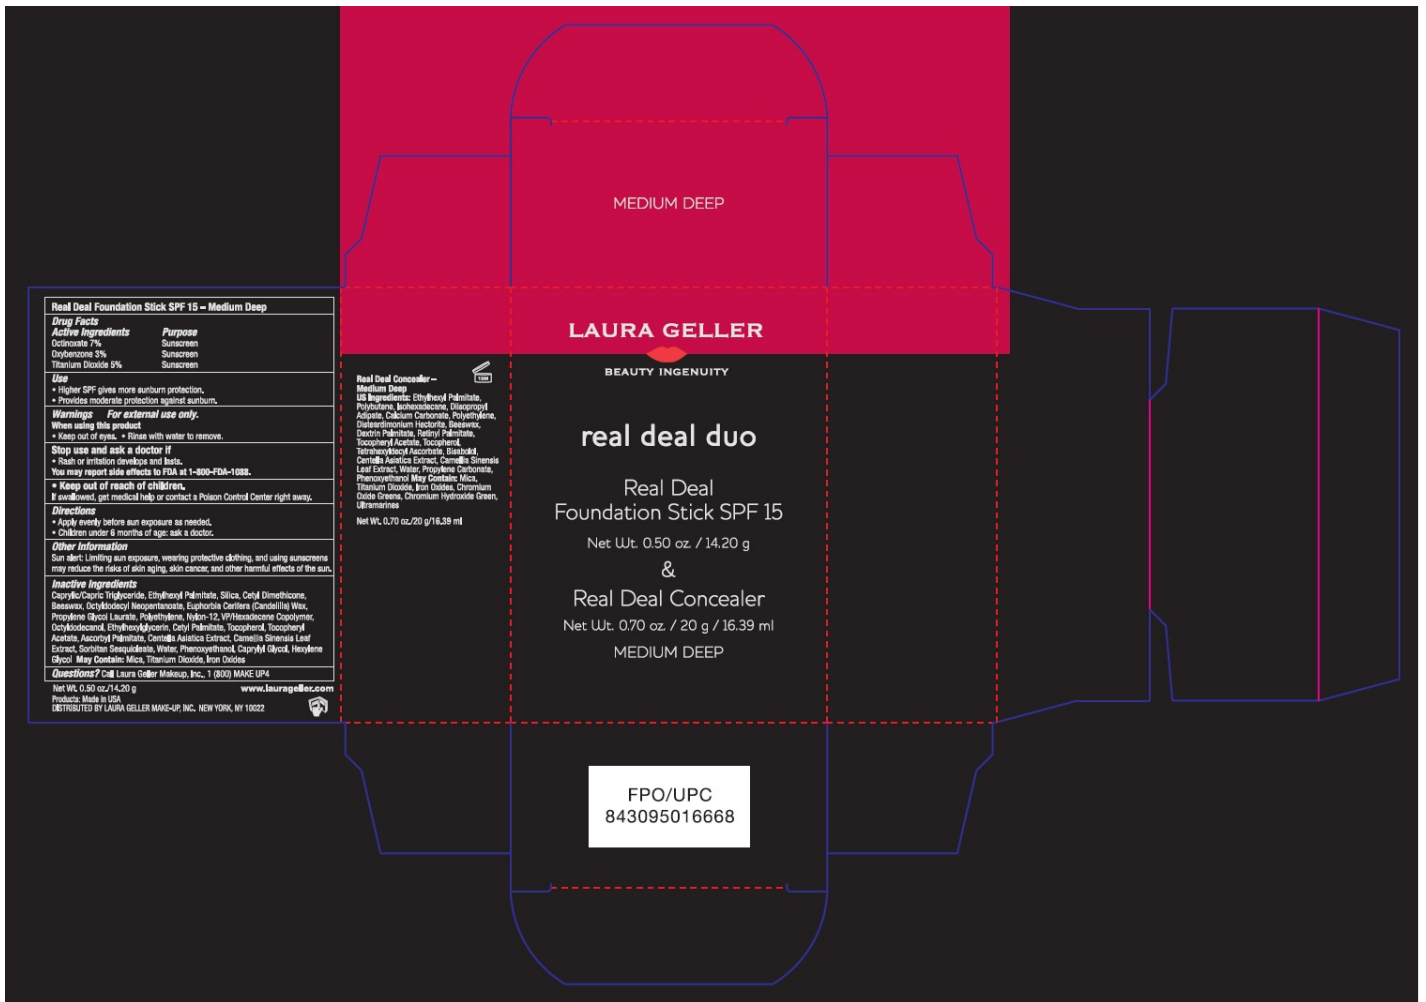 MEDIUM DEEP
LAURA GELLER
BEAUTY INGENUITY
real deal duo
Real Deal
Foundation Stick SPF 15
Net Wt. 0.50 oz. / 14.20 g
&
Real Deal Concealer
Net Wt. 0.70 oz. / 20 g / 16.39 ml
MEDIUM DEEP
FPO/UPC
843095016668
Real Deal Foundation Stick SPF 15 – Medium Deep
Drug Facts
Active Ingredients Purpose
Octinoxate 7% Sunscreen
Oxybenzone 3% Sunscreen
Titanium Dioxide 5% Sunscreen
Use
• Higher SPF gives more sunburn protection.
• Provides moderate protection against sunburn.
Warnings For external use only.
When using this product
• Keep out of eyes. • Rinse with water to remove.
Stop use and ask a doctor if
• Rash or irritation develops and lasts.
You may report side effects to FDA at 1-800-FDA-1088.
• Keep out of reach of children.
If swallowed, get medical help or contact a Poison Control Center right away.
Directions
• Apply evenly before sun exposure as needed.
• Children under 6 months of age: ask a doctor.
Other Information
Sun alert: Limiting sun exposure, wearing protective clothing, and using sunscreens
may reduce the risks of skin aging, skin cancer, and other harmful effects of the sun.
Inactive Ingredients
Caprylic/Capric Triglyceride, Ethylhexyl Palmitate, Silica, Cetyl Dimethicone,
Beeswax, Octyldodecyl Neopentanoate, Euphorbia Cerifera (Candelilla) Wax,
Propylene Glycol Laurate, Polyethylene, Nylon-12, VP/Hexadecene Copolymer,
Octyldodecanol, Ethylhexylglycerin, Cetyl Palmitate, Tocopherol, Tocopheryl
Acetate, Ascorbyl Palmitate, Centella Asiatica Extract, Camellia Sinensis Leaf
Extract, Sorbitan Sesquioleate, Water, Phenoxyethanol, Caprylyl Glycol, Hexylene
Glycol May Contain: Mica, Titanium Dioxide, Iron Oxides
Questions? Call Laura Geller Makeup, Inc., 1 (800) MAKE UP4
Net Wt. 0.50 oz./14.20 g www.laurageller.com
Products: Made in USA
DISTRIBUTED BY LAURA GELLER MAKE-UP, INC. NEW YORK, NY 10022
Real Deal Concealer –
Medium Deep
US Ingredients: Ethylhexyl Palmitate,
Polybutene, Isohexadecane, Diisopropyl
Adipate, Calcium Carbonate, Polyethylene,
Disteardimonium Hectorite, Beeswax,
Dextrin Palmitate, Retinyl Palmitate,
Tocopheryl Acetate, Tocopherol,
Tetrahexyldecyl Ascorbate, Bisabolol,
Centella Asiatica Extract, Camellia Sinensis
Leaf Extract, Water, Propylene Carbonate,
Phenoxyethanol May Contain: Mica,
Titanium Dioxide, Iron Oxides, Chromium
Oxide Greens, Chromium Hydroxide Green,
Ultramarines
Net Wt. 0.70 oz./20 g/16.39 ml